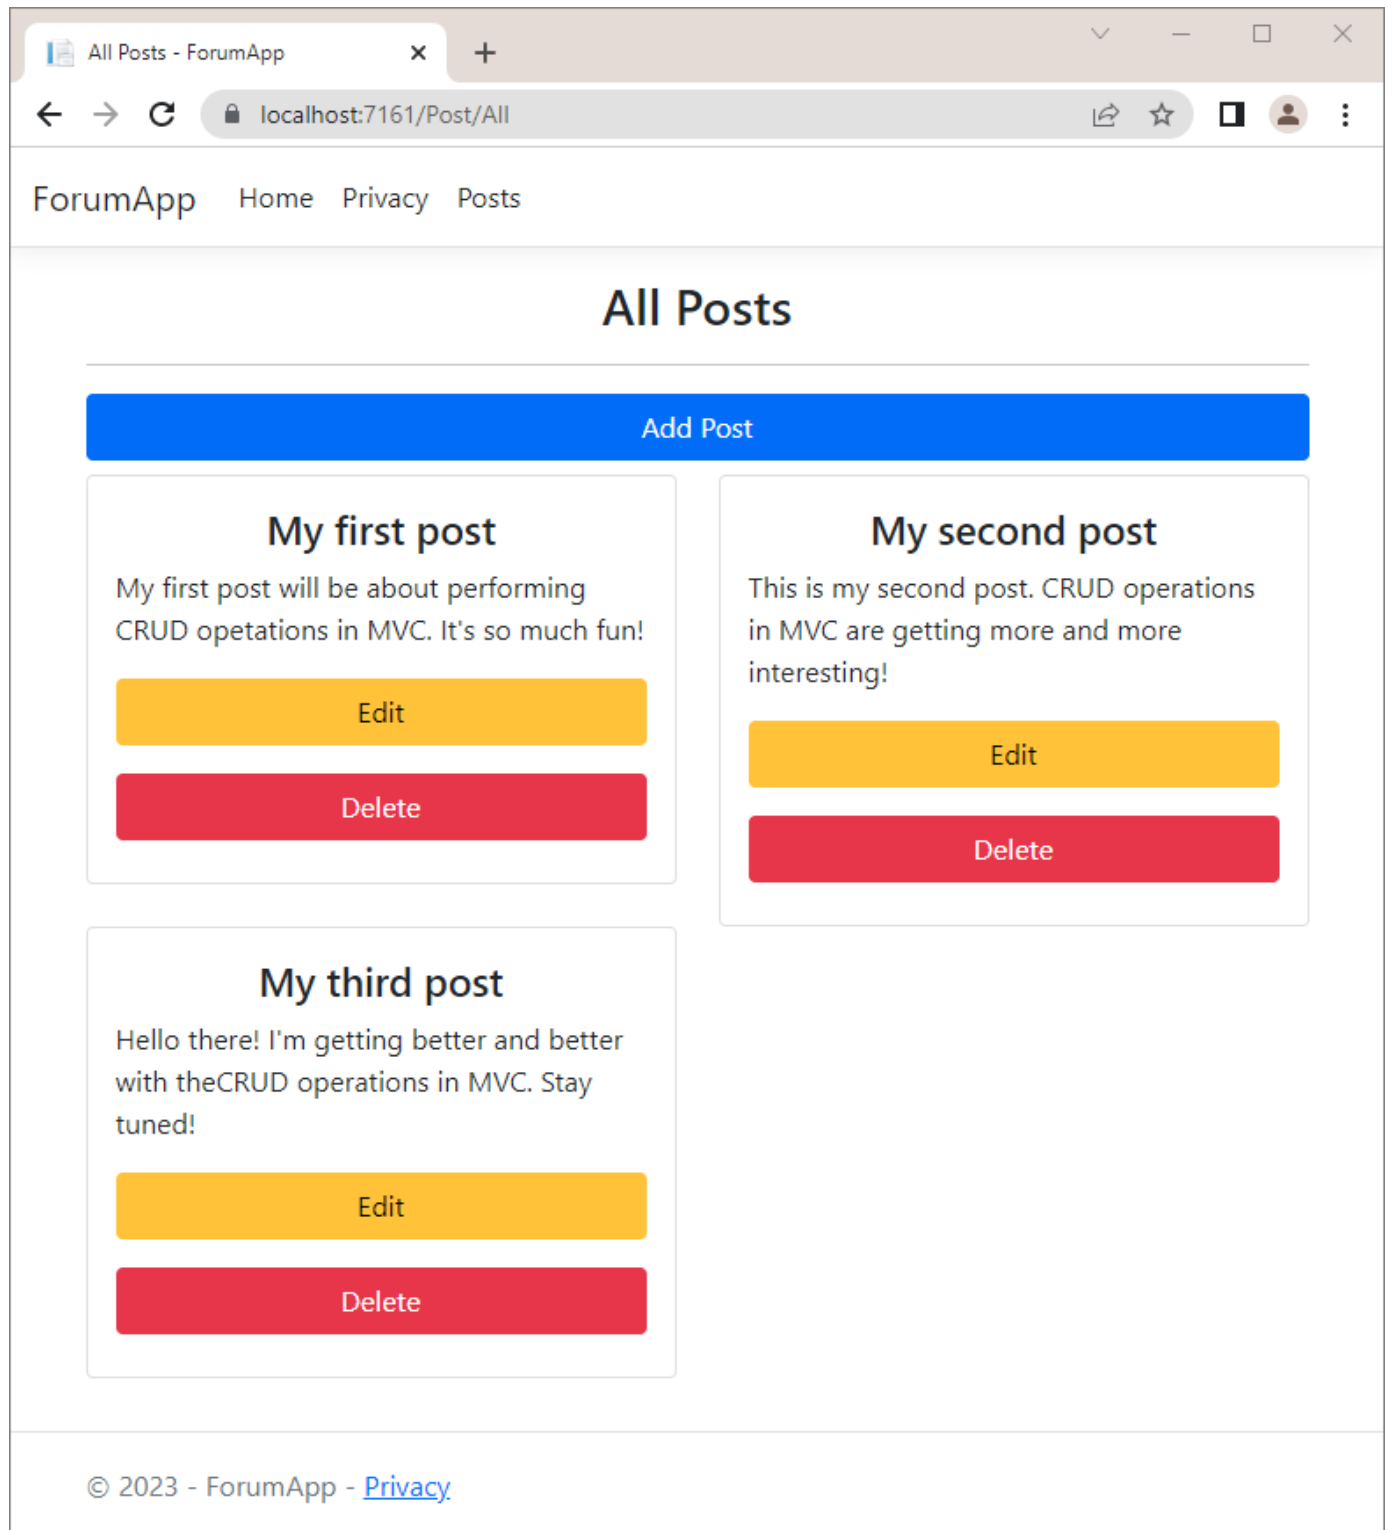 All Posts - ForumApp
localhost:7161/Post/All
ForumApp Home Privacy Posts
All Posts
Add Post
My first post
My first post will be about performing
CRUD opetations in MVC. It's so much fun!
Edit
Delete
My second post
This is my second post. CRUD operations
in MVC are getting more and more
interesting!
Edit
Delete
My third post
Hello there! I'm getting better and better
with theCRUD operations in MVC. Stay
tuned!
Edit
Delete
© 2023 - ForumApp - Privacy